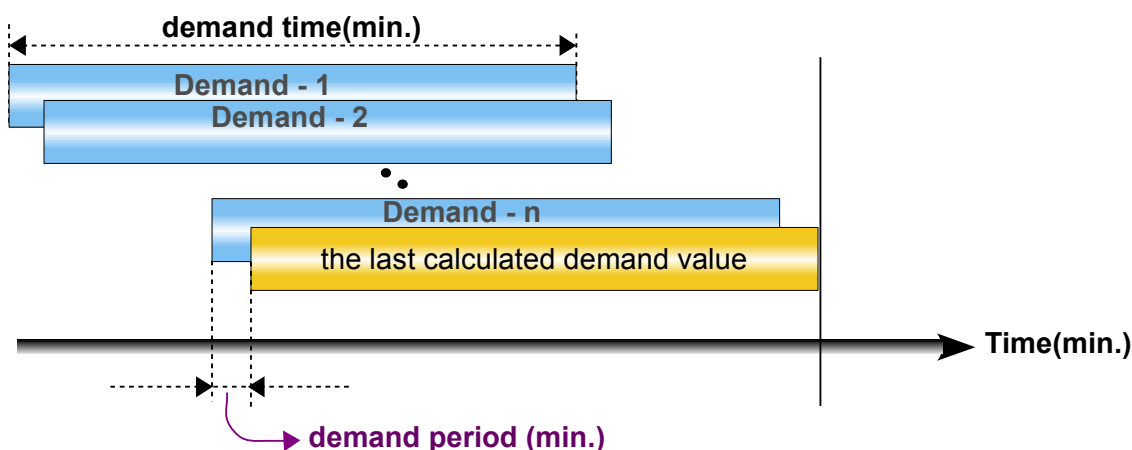 demand time(min.)
Demand - 1
Demand - 2
Demand - n
the last calculated demand value
Time(min.)
demand period (min.)